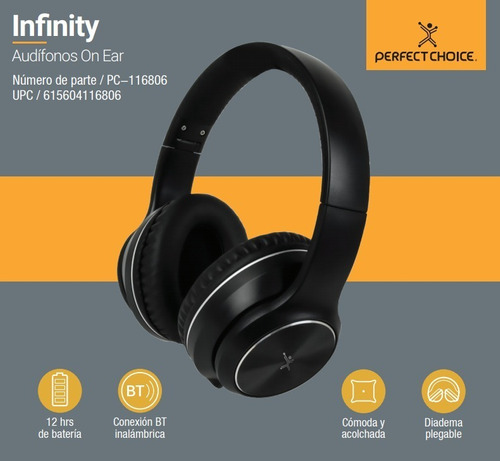 Infinity
Audífonos On Ear
Número de parte / PC-116806
UPC / 615604116806
PERFECT CHOICE.
12 hrs
de batería
BT
Conexión BT
inalámbrica
Cómoda y
acolchada
Diadema
plegable